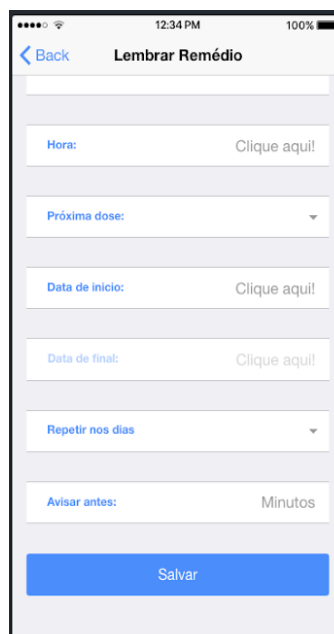 12:34 PM
100%
Back
Lembrar Remédio
Hora:
Clique aqui!
Próxima dose:
Data de inicio:
Clique aqui!
Data de final:
Clique aqui!
Repetir nos dias
Avisar antes:
Minutos
Salvar